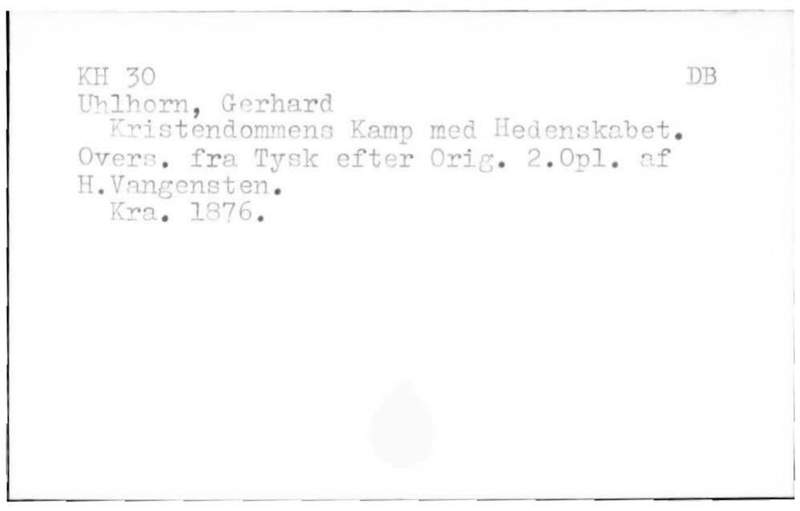 KH 30 DB
Uhlhorn, Gerhard
Kristendommens Kamp med Hedenskabet.
Overs. fra Tysk efter Orig. 2.Opl. af
H.Vangensten.
Kra. 1876.